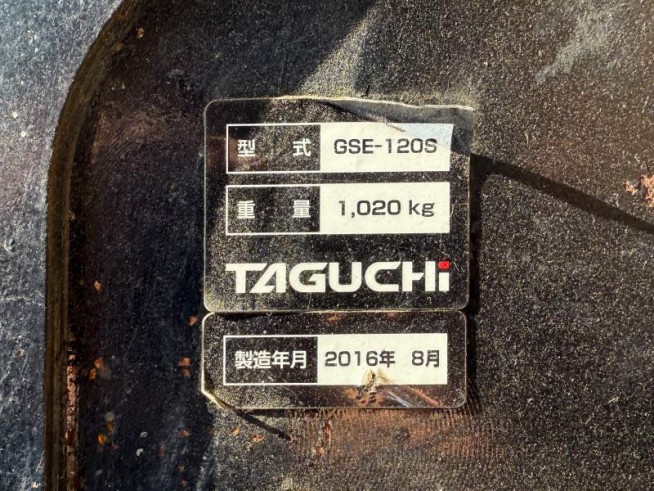 型 式 GSE-120S
重 量 1,020 kg
TAGUCHi
製造年月 2016年 8月